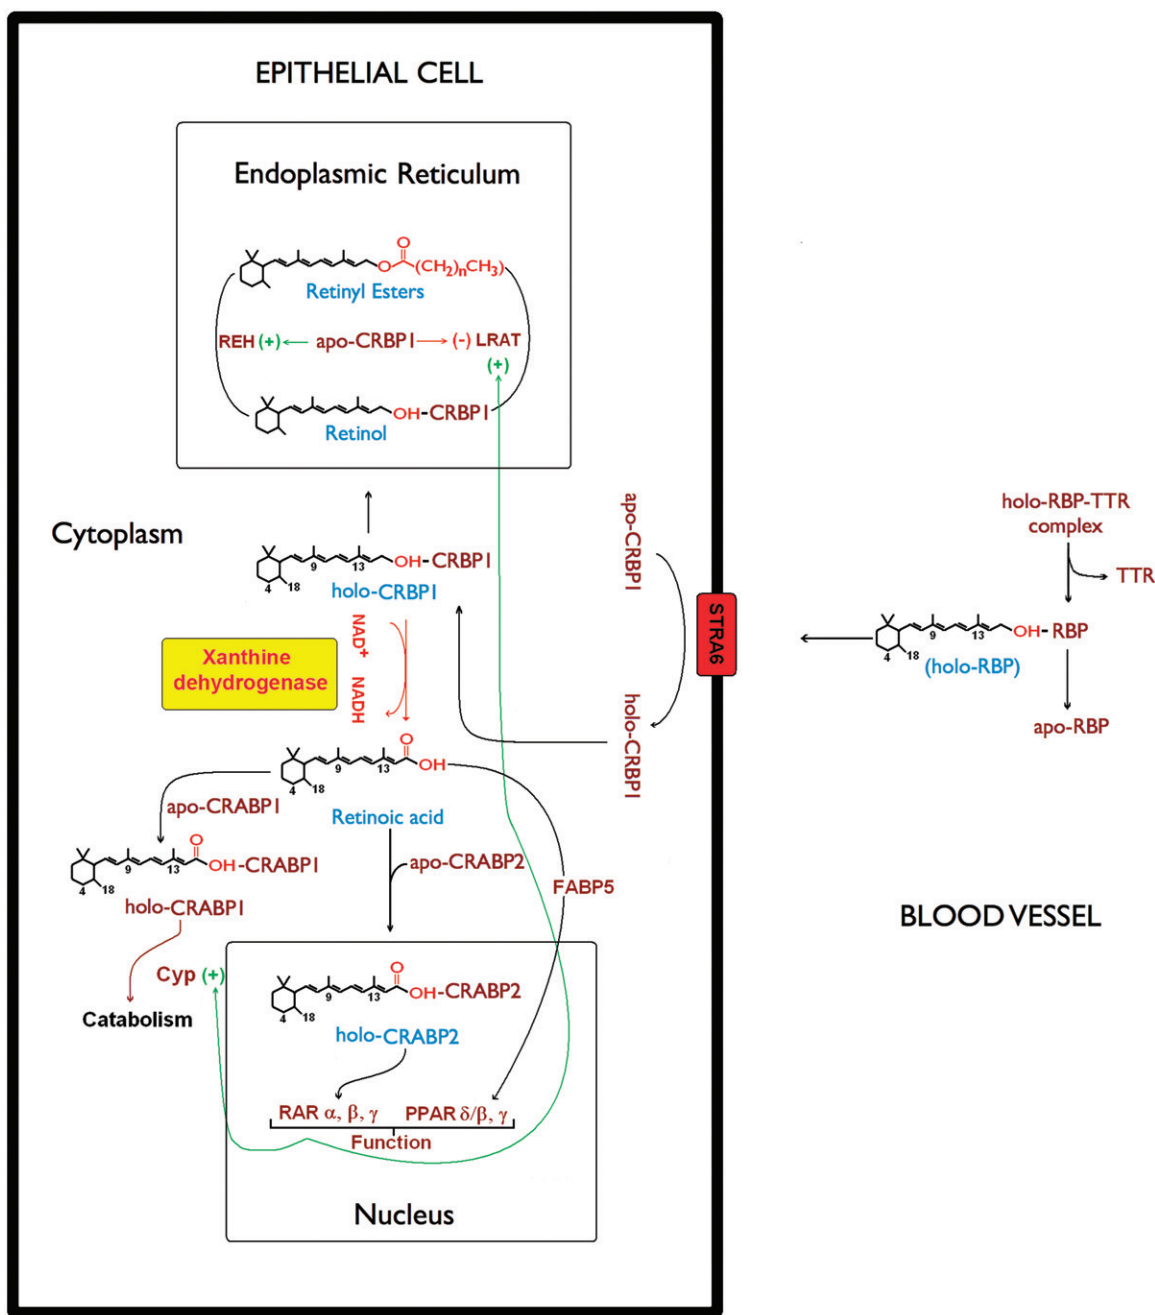 EPITHELIAL CELL
Endoplasmic Reticulum
O
O (CH2)nCH3)
Retinyl Esters
REH (+) apo-CRBP1 (-) LRAT
(+)
OH-CRBP1
Retinol
Cytoplasm
9 13 OH-CRBP1
4 18
holo-CRBP1
apo-CRBP1
STRA6
holo-CRBP1
holo-RBP-TTR
complex
TTR
9 13 OH-RBP
4 18
(holo-RBP)
apo-RBP
Xanthine
dehydrogenase
NAD+
NADH
O
9 13 OH
4 18
Retinoic acid
apo-CRABP1
O
9 13 OH-CRABP1
4 18
holo-CRABP1
apo-CRABP2
FABP5
BLOOD VESSEL
Cyp (+)
Catabolism
O
9 13 OH-CRABP2
4 18
holo-CRABP2
RAR α, β, γ PPAR δ/β, γ
Function
Nucleus